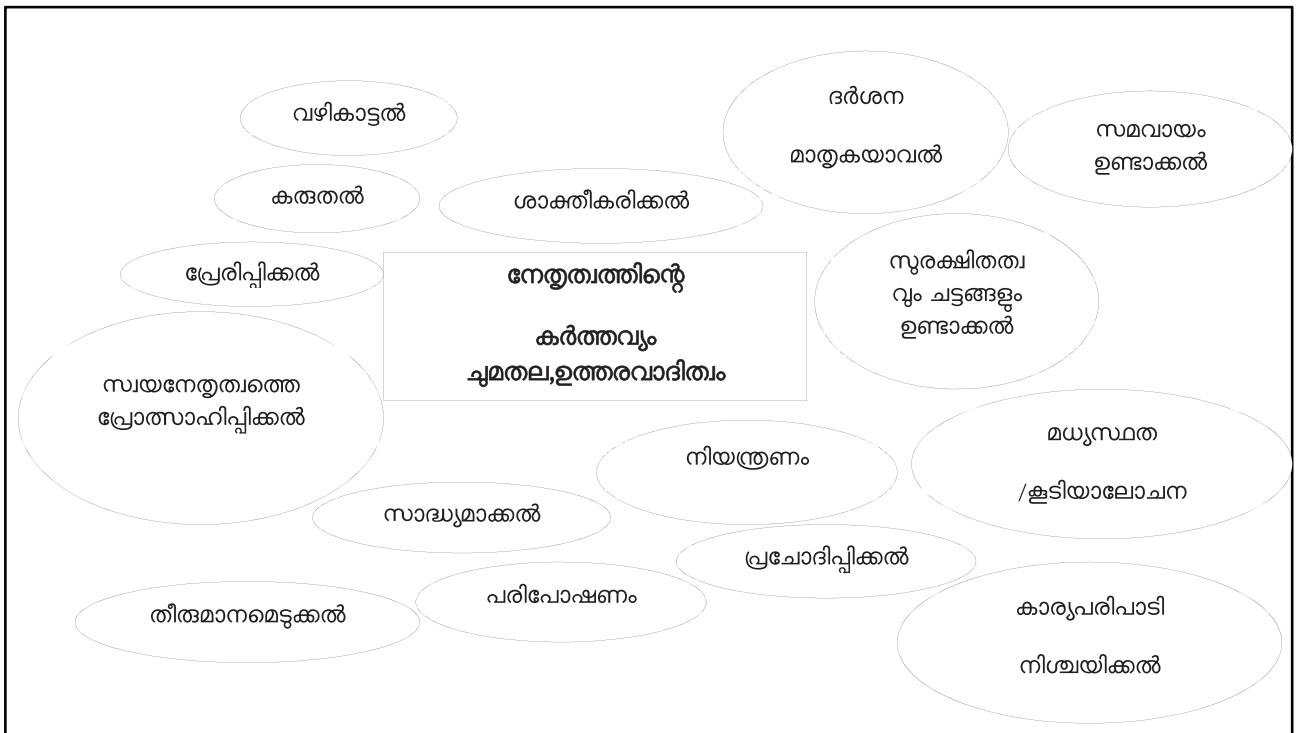 വഴികാട്ടൽ
ദർശന
മാതൃകയാവൽ
സമവായം
ഉണ്ടാക്കൽ
കരുതൽ
ശാക്തീകരിക്കൽ
പ്രേരിപ്പിക്കൽ
നേതൃത്വത്തിന്റെ
കർത്തവ്യം
ചുമതല,ഉത്തരവാദിത്വം
സുരക്ഷിതത്വ
വും ചട്ടങ്ങളും
ഉണ്ടാക്കൽ
സ്വയനേതൃത്വത്തെ
പ്രോത്സാഹിപ്പിക്കൽ
നിയന്ത്രണം
മധ്യസ്ഥത
/കൂടിയാലോചന
സാദ്ധ്യമാക്കൽ
പ്രചോദിപ്പിക്കൽ
പരിപോഷണം
തീരുമാനമെടുക്കൽ
കാര്യപരിപാടി
നിശ്ചയിക്കൽ